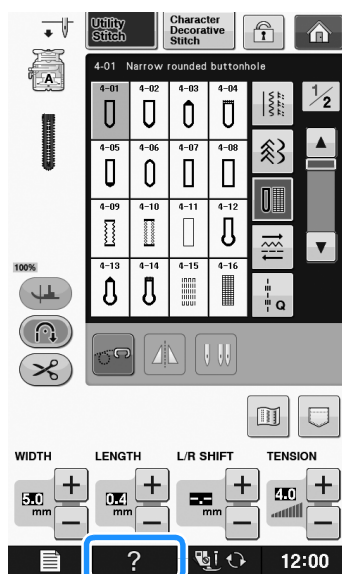 Utility Stitch
Character Decorative Stitch
4-01 Narrow rounded buttonhole
A
4-01 4-02 4-03 4-04
1/2
4-05 4-06 4-07 4-08
4-09 4-10 4-11 4-12
4-13 4-14 4-15 4-16
100%
Q
WIDTH LENGTH L/R SHIFT TENSION
5.0 mm + −
0.4 mm + −
-.- mm + −
4.0 + −
? 12:00